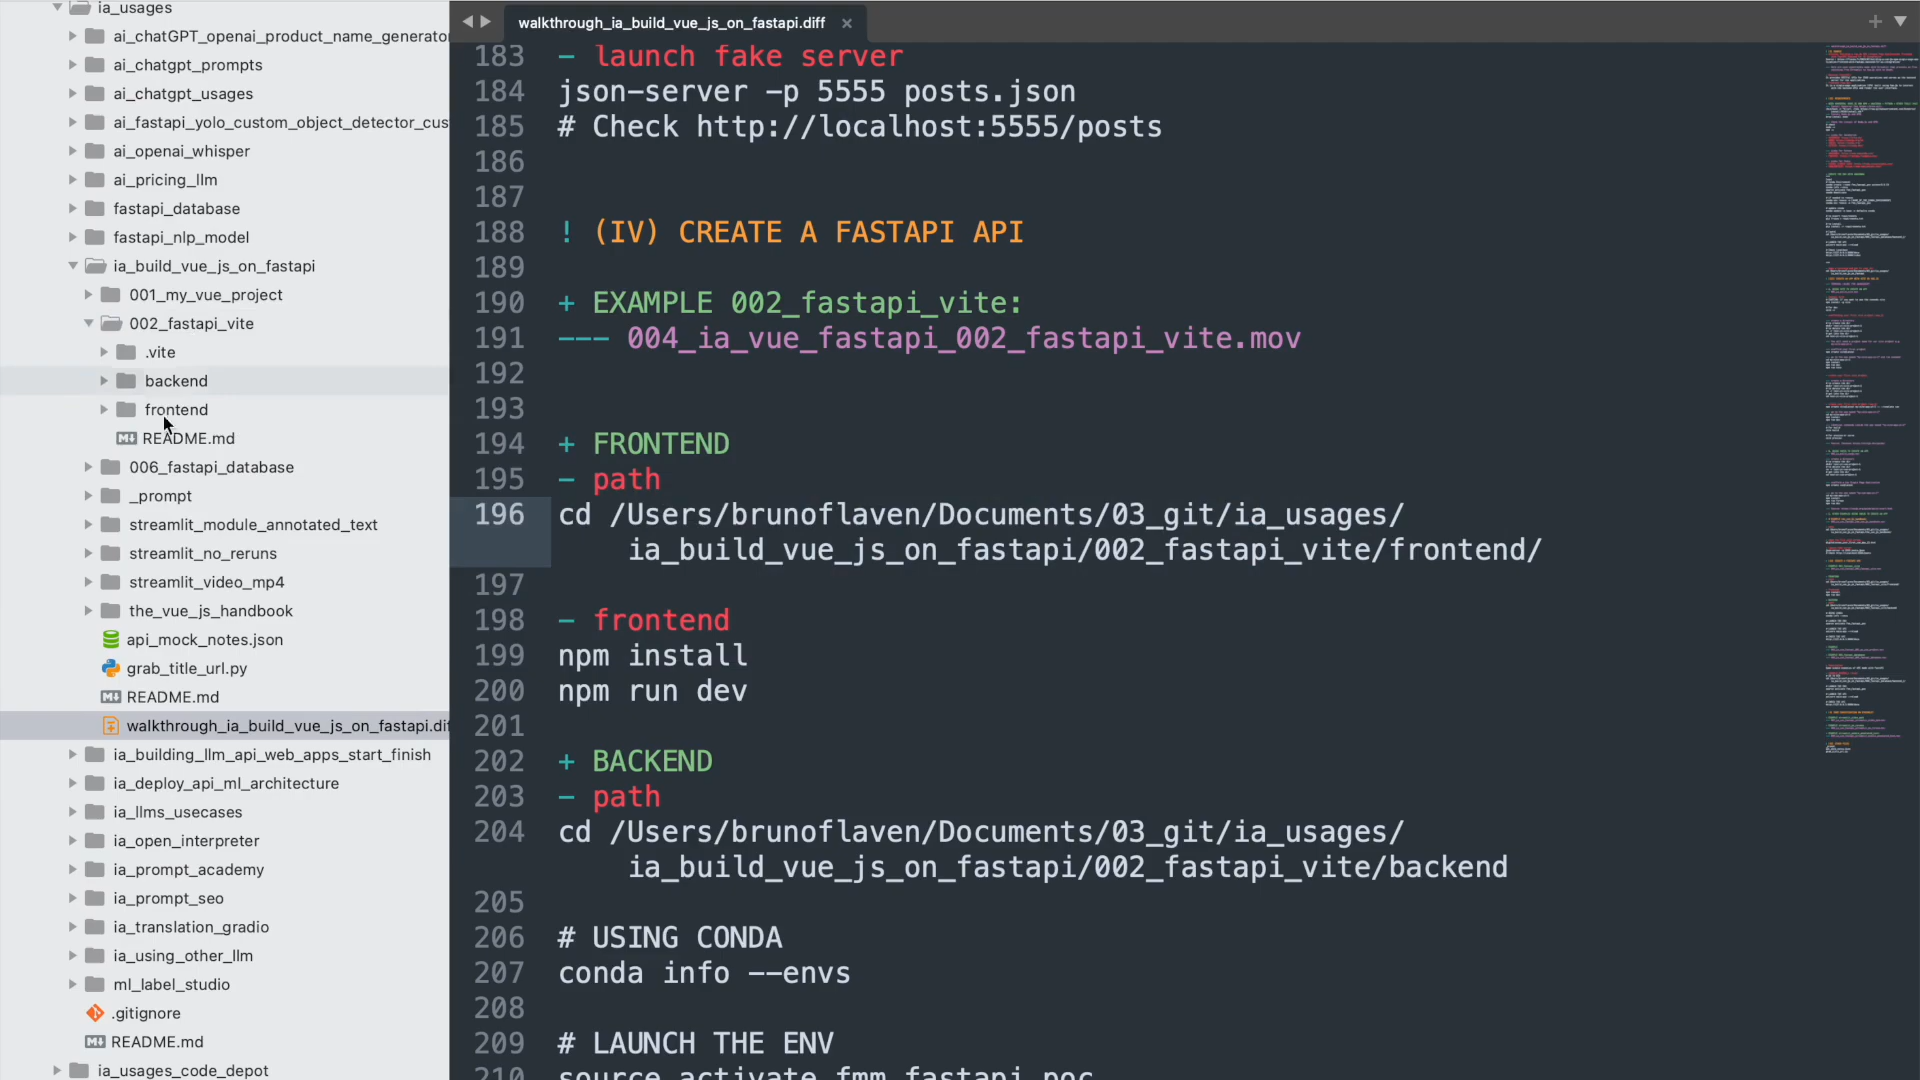 ia_usages
ai_chatGPT_openai_product_name_generator
ai_chatgpt_prompts
ai_chatgpt_usages
ai_fastapi_yolo_custom_object_detector_cus
ai_openai_whisper
ai_pricing_llm
fastapi_database
fastapi_nlp_model
ia_build_vue_js_on_fastapi
001_my_vue_project
002_fastapi_vite
.vite
backend
frontend
README.md
006_fastapi_database
_prompt
streamlit_module_annotated_text
streamlit_no_reruns
streamlit_video_mp4
the_vue_js_handbook
api_mock_notes.json
grab_title_url.py
README.md
walkthrough_ia_build_vue_js_on_fastapi.dif
ia_building_llm_api_web_apps_start_finish
ia_deploy_api_ml_architecture
ia_llms_usecases
ia_open_interpreter
ia_prompt_academy
ia_prompt_seo
ia_translation_gradio
ia_using_other_llm
ml_label_studio
.gitignore
README.md
ia_usages_code_depot
walkthrough_ia_build_vue_js_on_fastapi.diff
183 - launch fake server
184 json-server -p 5555 posts.json
185 # Check http://localhost:5555/posts
186
187
188 ! (IV) CREATE A FASTAPI API
189
190 + EXAMPLE 002_fastapi_vite:
191 --- 004_ia_vue_fastapi_002_fastapi_vite.mov
192
193
194 + FRONTEND
195 - path
196 cd /Users/brunoflaven/Documents/03_git/ia_usages/
ia_build_vue_js_on_fastapi/002_fastapi_vite/frontend/
197
198 - frontend
199 npm install
200 npm run dev
201
202 + BACKEND
203 - path
204 cd /Users/brunoflaven/Documents/03_git/ia_usages/
ia_build_vue_js_on_fastapi/002_fastapi_vite/backend
205
206 # USING CONDA
207 conda info --envs
208
209 # LAUNCH THE ENV
210 source activate fmm_fastapi_poc